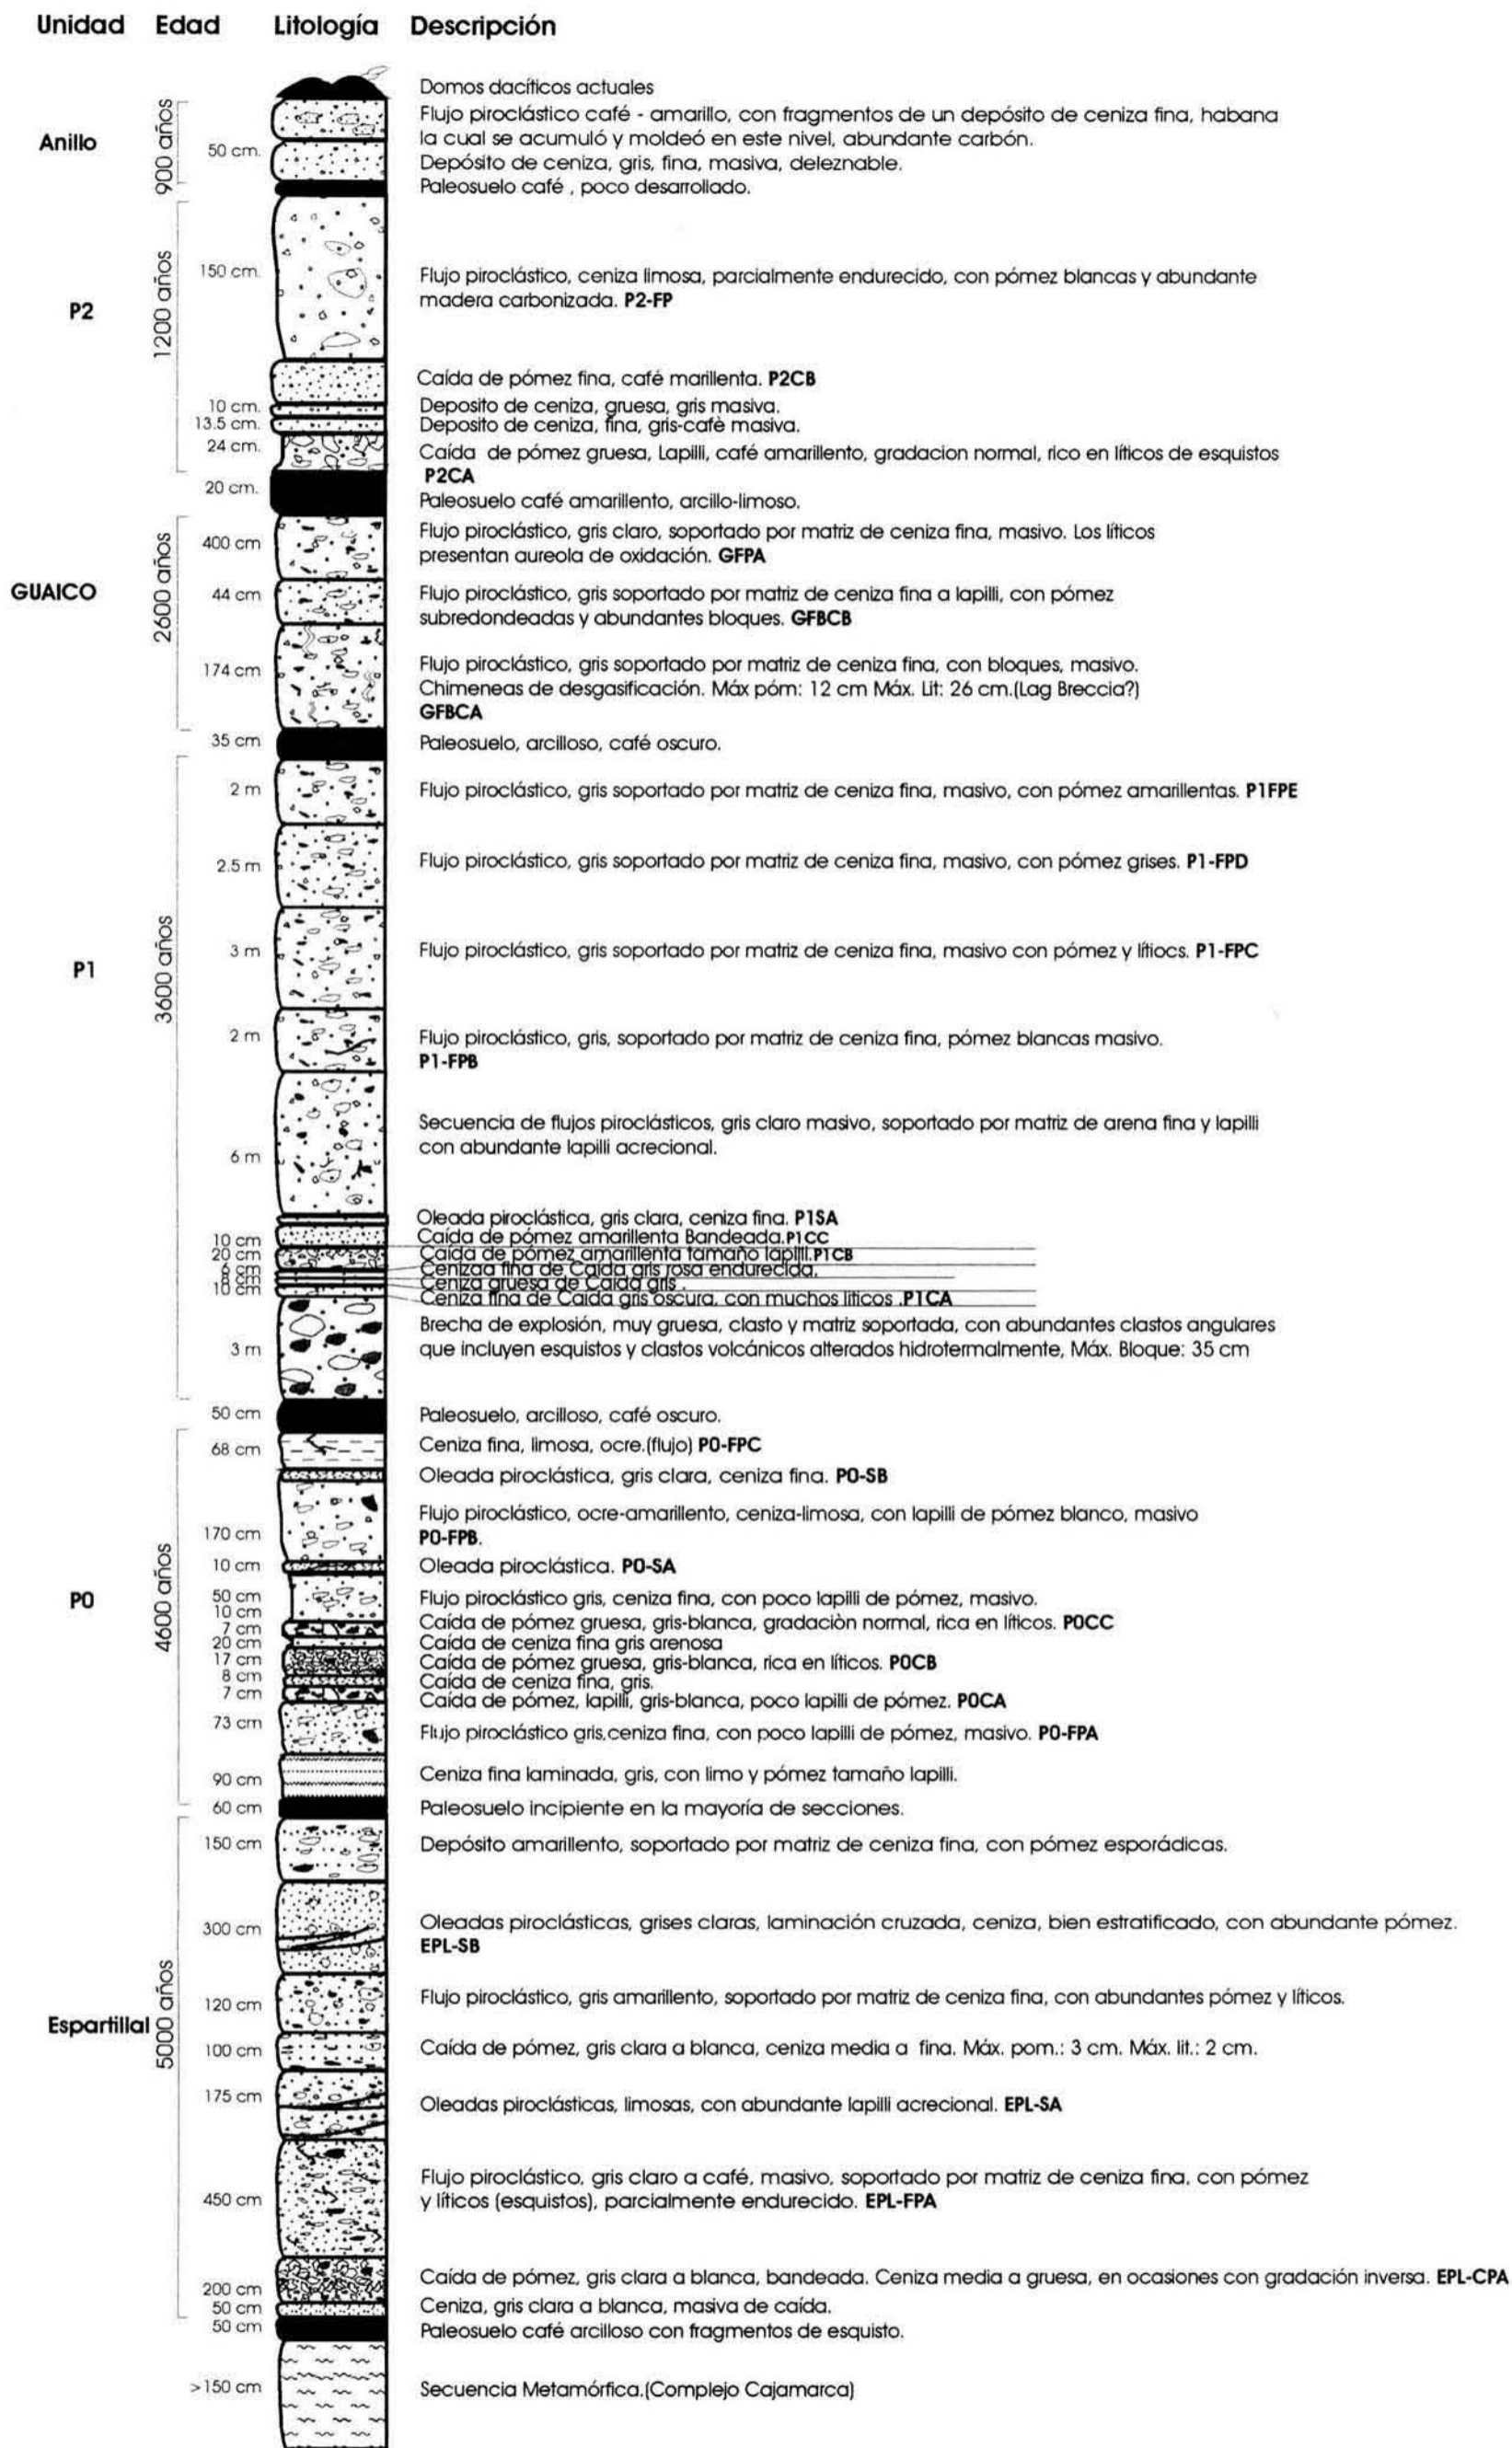 Unidad Edad Litología Descripción
Domos dacíticos actuales
Anillo
900 años
Flujo piroclástico café - amarillo, con fragmentos de un depósito de ceniza fina, habana
la cual se acumuló y moldeó en este nivel, abundante carbón.
50 cm.
Depósito de ceniza, gris, fina, masiva, deleznable.
Paleosuelo café , poco desarrollado.
P2
1200 años
150 cm.
Flujo piroclástico, ceniza limosa, parcialmente endurecido, con pómez blancas y abundante
madera carbonizada. P2-FP
Caída de pómez fina, café marillenta. P2CB
10 cm.
Deposito de ceniza, gruesa, gris masiva.
13.5 cm.
Deposito de ceniza, fina, gris-cafè masiva.
24 cm.
Caída de pómez gruesa, Lapilli, café amarillento, gradacion normal, rico en líticos de esquistos
P2CA
20 cm.
Paleosuelo café amarillento, arcillo-limoso.
GUAICO
2600 años
400 cm
Flujo piroclástico, gris claro, soportado por matriz de ceniza fina, masivo. Los líticos
presentan aureola de oxidación. GFPA
44 cm
Flujo piroclástico, gris soportado por matriz de ceniza fina a lapilli, con pómez
subredondeadas y abundantes bloques. GFBCB
174 cm
Flujo piroclástico, gris soportado por matriz de ceniza fina, con bloques, masivo.
Chimeneas de desgasificación. Máx póm: 12 cm Máx. Lit: 26 cm.(Lag Breccia?)
GFBCA
35 cm
Paleosuelo, arcilloso, café oscuro.
P1
3600 años
2 m
Flujo piroclástico, gris soportado por matriz de ceniza fina, masivo, con pómez amarillentas. P1FPE
2.5 m
Flujo piroclástico, gris soportado por matriz de ceniza fina, masivo, con pómez grises. P1-FPD
3 m
Flujo piroclástico, gris soportado por matriz de ceniza fina, masivo con pómez y lítiocs. P1-FPC
2 m
Flujo piroclástico, gris, soportado por matriz de ceniza fina, pómez blancas masivo.
P1-FPB
6 m
Secuencia de flujos piroclásticos, gris claro masivo, soportado por matriz de arena fina y lapilli
con abundante lapilli acrecional.
Oleada piroclástica, gris clara, ceniza fina. P1SA
10 cm
Caída de pómez amarillenta Bandeada.P1CC
20 cm
Caída de pómez amarillenta tamaño lapilli.P1CB
6 cm
Cenizaa fina de Caida gris rosa endurecida.
8 cm
Ceniza gruesa de Caida gris .
10 cm
Ceniza fina de Caida gris oscura, con muchos liticos .P1CA
3 m
Brecha de explosión, muy gruesa, clasto y matriz soportada, con abundantes clastos angulares
que incluyen esquistos y clastos volcánicos alterados hidrotermalmente, Máx. Bloque: 35 cm
50 cm
Paleosuelo, arcilloso, café oscuro.
P0
4600 años
68 cm
Ceniza fina, limosa, ocre.(flujo) P0-FPC
Oleada piroclástica, gris clara, ceniza fina. P0-SB
170 cm
Flujo piroclástico, ocre-amarillento, ceniza-limosa, con lapilli de pómez blanco, masivo
P0-FPB.
10 cm
Oleada piroclástica. P0-SA
50 cm
Flujo piroclástico gris, ceniza fina, con poco lapilli de pómez, masivo.
10 cm
7 cm
Caída de pómez gruesa, gris-blanca, gradaciòn normal, rica en líticos. P0CC
20 cm
Caída de ceniza fina gris arenosa
17 cm
Caída de pómez gruesa, gris-blanca, rica en líticos. P0CB
8 cm
Caída de ceniza fina, gris.
7 cm
Caída de pómez, lapilli, gris-blanca, poco lapilli de pómez. P0CA
73 cm
Flujo piroclástico gris,ceniza fina, con poco lapilli de pómez, masivo. P0-FPA
90 cm
Ceniza fina laminada, gris, con limo y pómez tamaño lapilli.
60 cm
Paleosuelo incipiente en la mayoría de secciones.
Espartillal
5000 años
150 cm
Depósito amarillento, soportado por matriz de ceniza fina, con pómez esporádicas.
300 cm
Oleadas piroclásticas, grises claras, laminación cruzada, ceniza, bien estratificado, con abundante pómez.
EPL-SB
120 cm
Flujo piroclástico, gris amarillento, soportado por matriz de ceniza fina, con abundantes pómez y líticos.
100 cm
Caída de pómez, gris clara a blanca, ceniza media a fina. Máx. pom.: 3 cm. Máx. lit.: 2 cm.
175 cm
Oleadas piroclásticas, limosas, con abundante lapilli acrecional. EPL-SA
450 cm
Flujo piroclástico, gris claro a café, masivo, soportado por matriz de ceniza fina, con pómez
y líticos (esquistos), parcialmente endurecido. EPL-FPA
200 cm
Caída de pómez, gris clara a blanca, bandeada. Ceniza media a gruesa, en ocasiones con gradación inversa. EPL-CPA
50 cm
Ceniza, gris clara a blanca, masiva de caída.
50 cm
Paleosuelo café arcilloso con fragmentos de esquisto.
>150 cm
Secuencia Metamórfica.(Complejo Cajamarca)